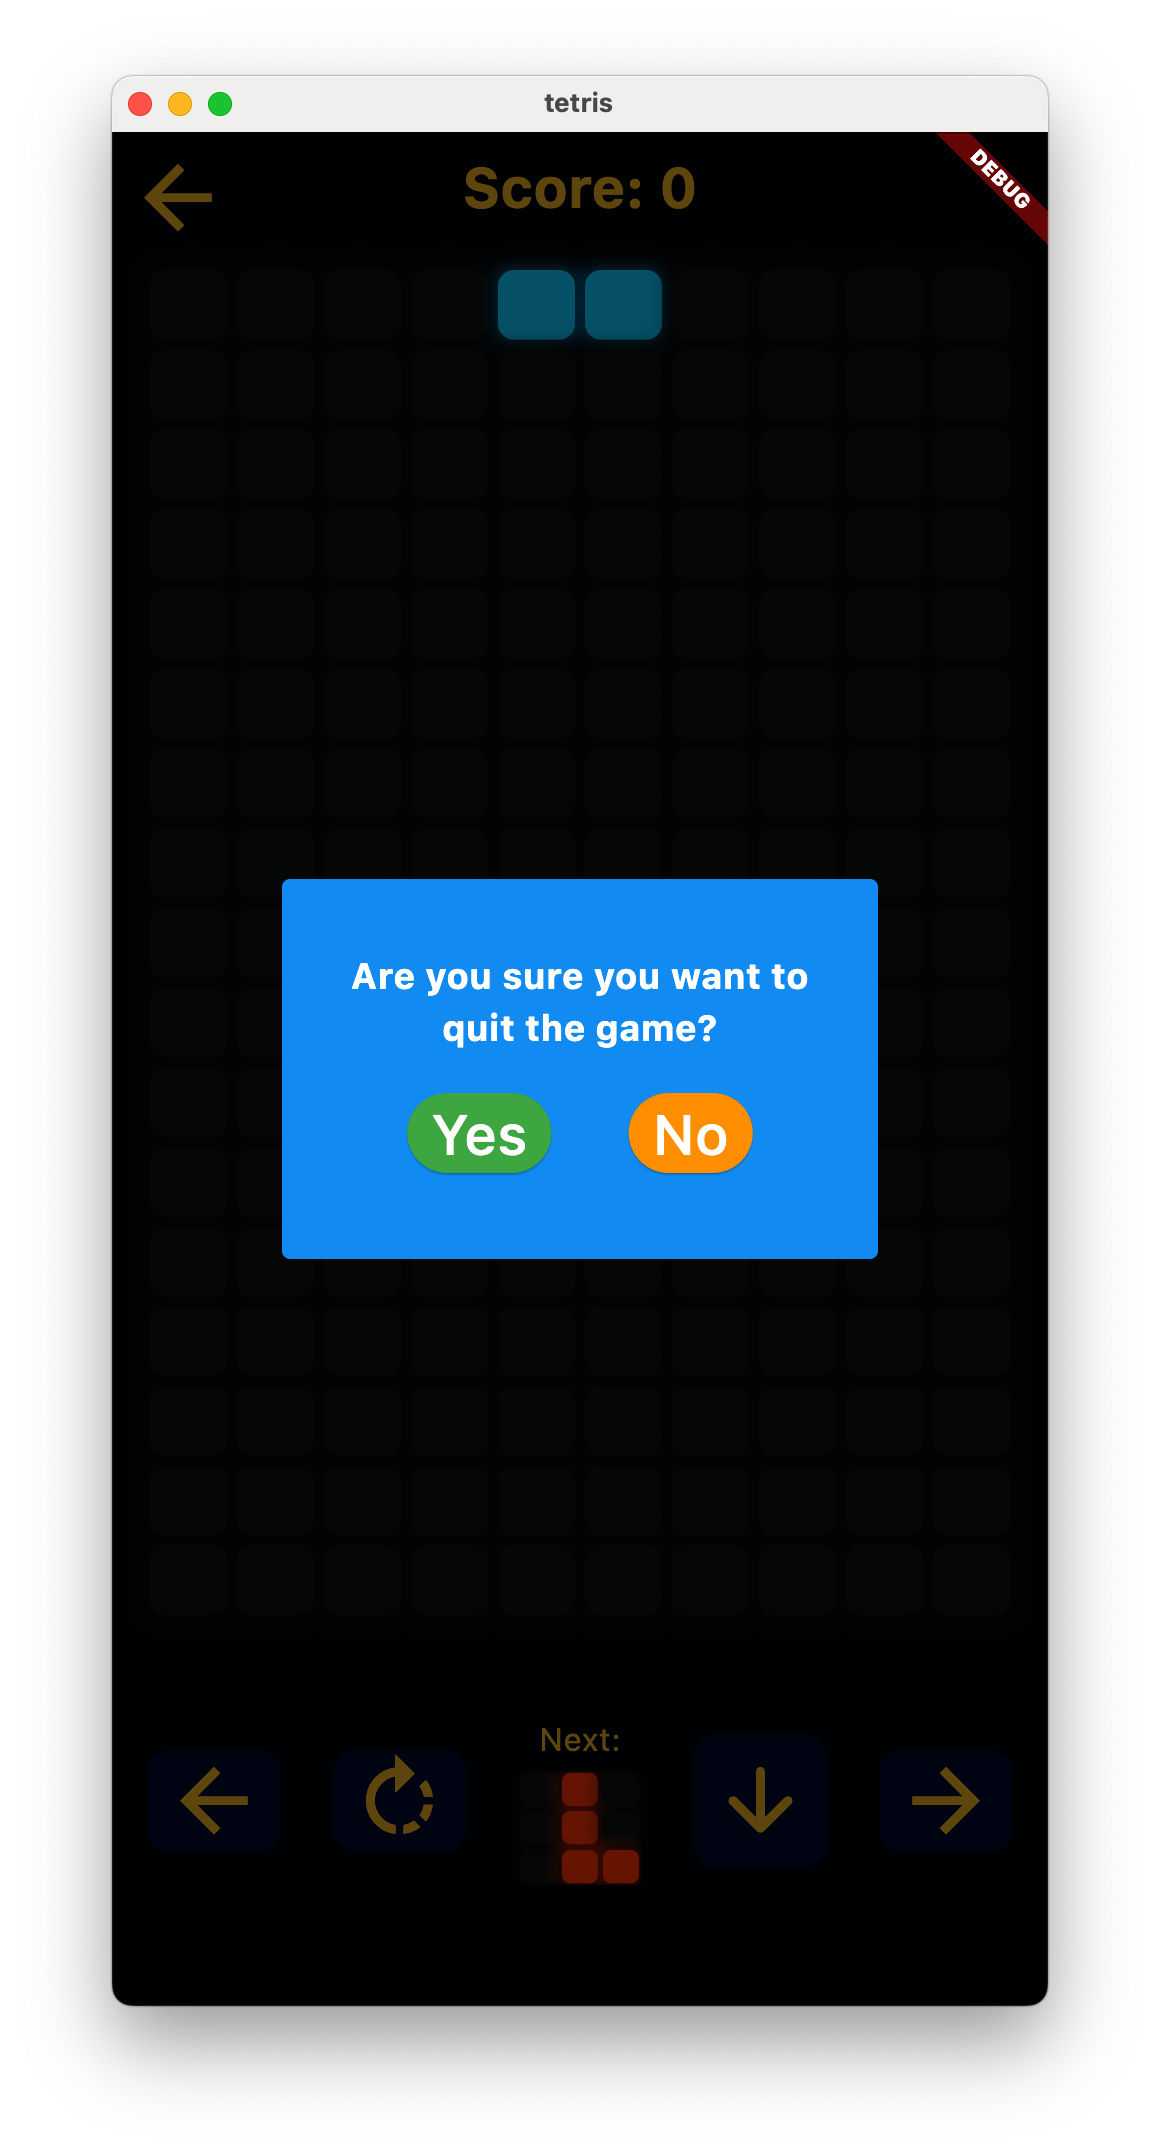 tetris
Score: 0
DEBUG
Are you sure you want to
quit the game?
Yes
No
Next: